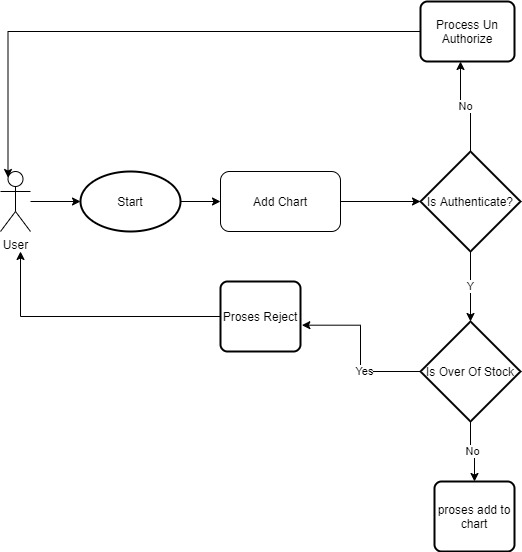 Process Un
Authorize
No
Start
Add Chart
Is Authenticate?
User
Y
Proses Reject
Yes
Is Over Of Stock
No
proses add to
chart